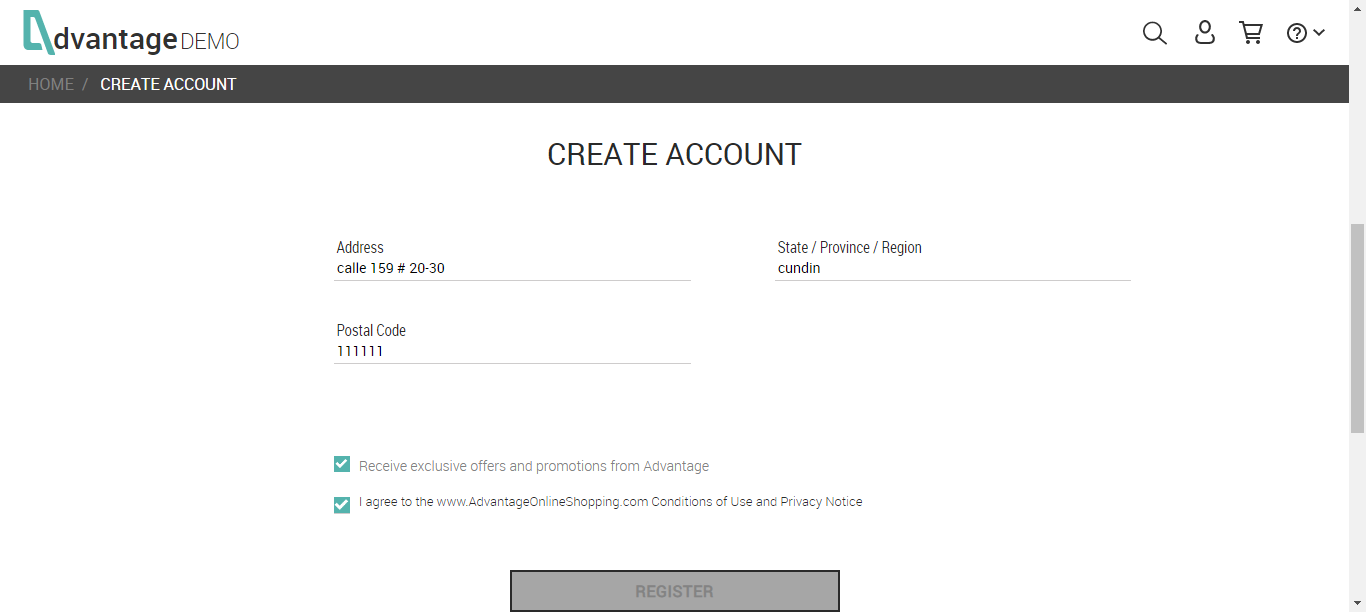 dvantage DEMO
HOME / CREATE ACCOUNT
CREATE ACCOUNT
Address
calle 159 # 20-30
State / Province / Region
cundin
Postal Code
111111
Receive exclusive offers and promotions from Advantage
I agree to the www.AdvantageOnlineShopping.com Conditions of Use and Privacy Notice
REGISTER